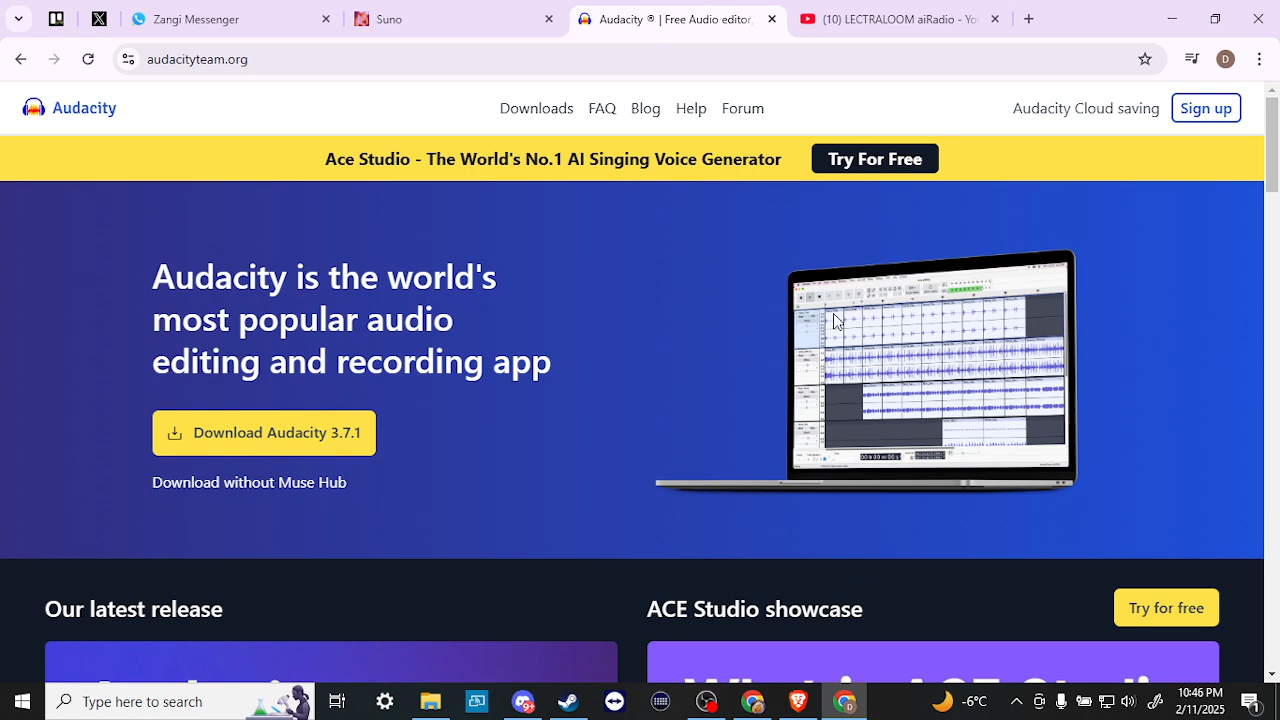 Zangi Messenger
Suno
Audacity ® | Free Audio editor,
(10) LECTRALOOM aiRadio - Yo
audacityteam.org
D
Audacity
Downloads
FAQ
Blog
Help
Forum
Audacity Cloud saving
Sign up
Ace Studio - The World's No.1 AI Singing Voice Generator
Try For Free
Audacity is the world's
most popular audio
editing and recording app
Download Audacity 3.7.1
Download without Muse Hub
Our latest release
ACE Studio showcase
Try for free
Type here to search
-6°C
10:46 PM
2/11/2025